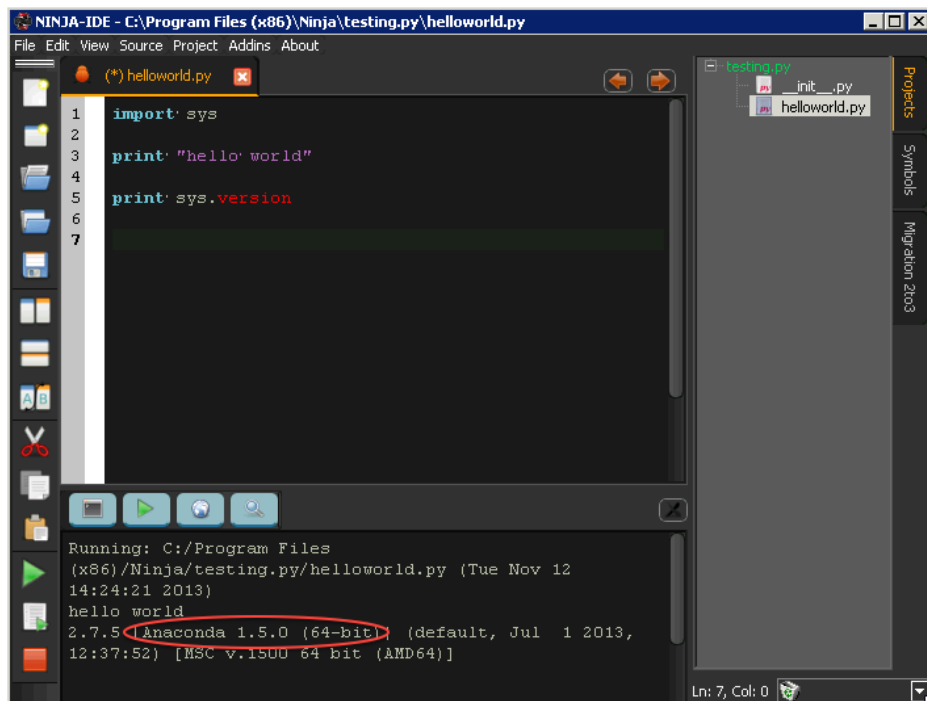 NINJA-IDE - C:\Program Files (x86)\Ninja\testing.py\helloworld.py
File Edit View Source Project Addins About
(*) helloworld.py
1 import sys
2
3 print "hello world"
4
5 print sys.version
6
7
testing.py
__init__.py
helloworld.py
Projects
Symbols
Migration 2to3
A B
Running: C:/Program Files
(x86)/Ninja/testing.py/helloworld.py (Tue Nov 12
14:24:21 2013)
hello world
2.7.5 |Anaconda 1.5.0 (64-bit)| (default, Jul 1 2013,
12:37:52) [MSC v.1500 64 bit (AMD64)]
Ln: 7, Col: 0